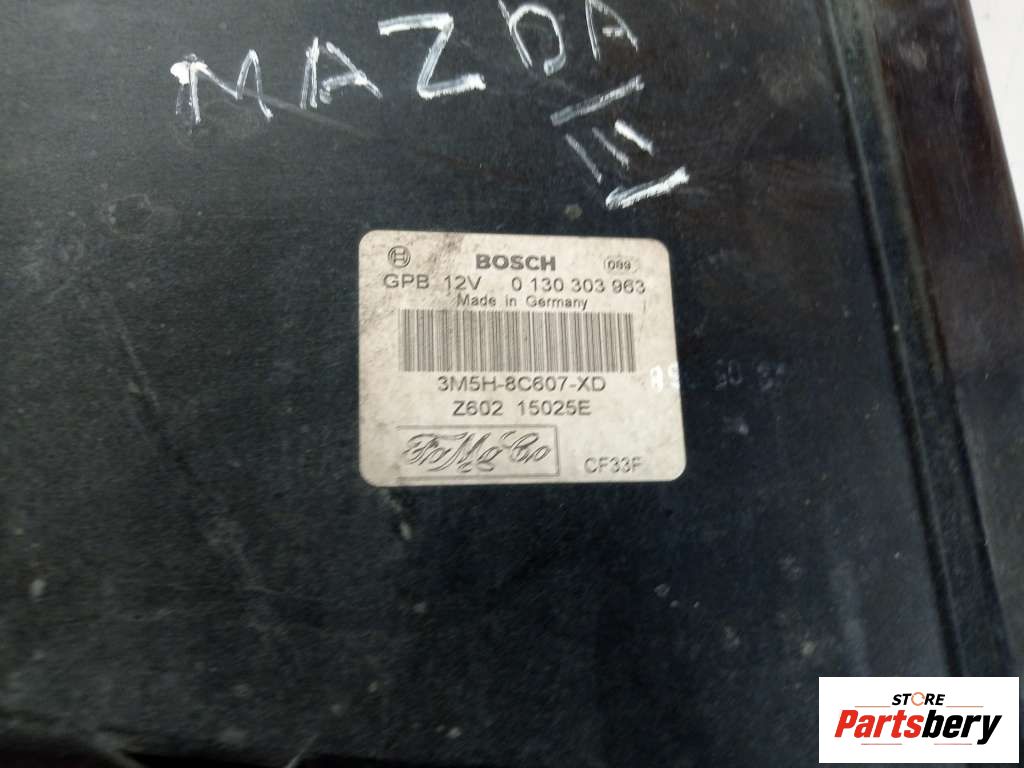 MAZDA
III
BOSCH 089
GPB 12V 0 130 303 963
Made in Germany
3M5H-8C607-XD
Z602 15025E
FoMoCo
CF33F
STORE
Partsbery